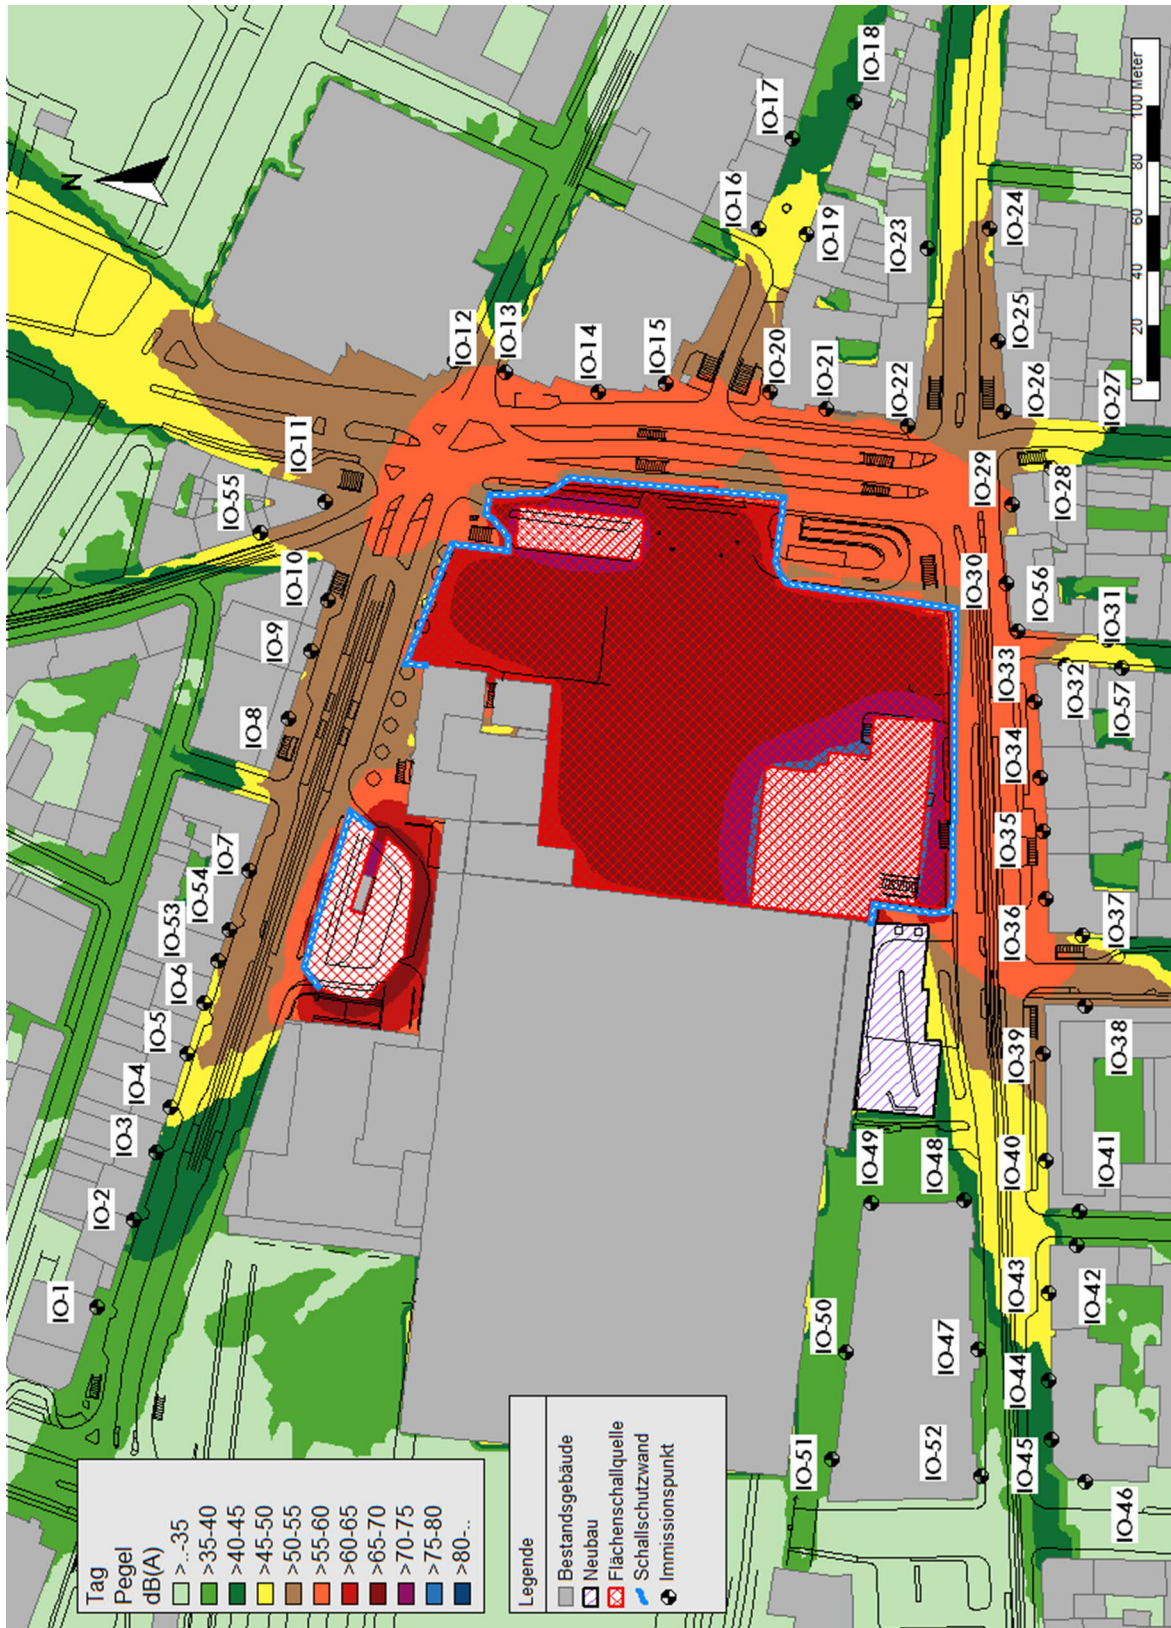 Tag
Pegel
dB(A)
>..-35
>35-40
>40-45
>45-50
>50-55
>55-60
>60-65
>65-70
>70-75
>75-80
>80-..
Legende
Bestandsgebäude
Neubau
Flächenschallquelle
Schallschutzwand
Immissionspunkt
N
IO-1
IO-2
IO-3
IO-4
IO-5
IO-6
IO-53
IO-54
IO-7
IO-8
IO-9
IO-10
IO-55
IO-11
IO-12
IO-13
IO-14
IO-15
IO-16
IO-17
IO-18
IO-19
IO-20
IO-21
IO-22
IO-23
IO-24
IO-25
IO-26
IO-27
IO-28
IO-29
IO-30
IO-56
IO-31
IO-32
IO-57
IO-33
IO-34
IO-35
IO-36
IO-37
IO-38
IO-39
IO-40
IO-41
IO-42
IO-43
IO-44
IO-45
IO-46
IO-47
IO-48
IO-49
IO-50
IO-51
IO-52
0 20 40 60 80 100 Meter